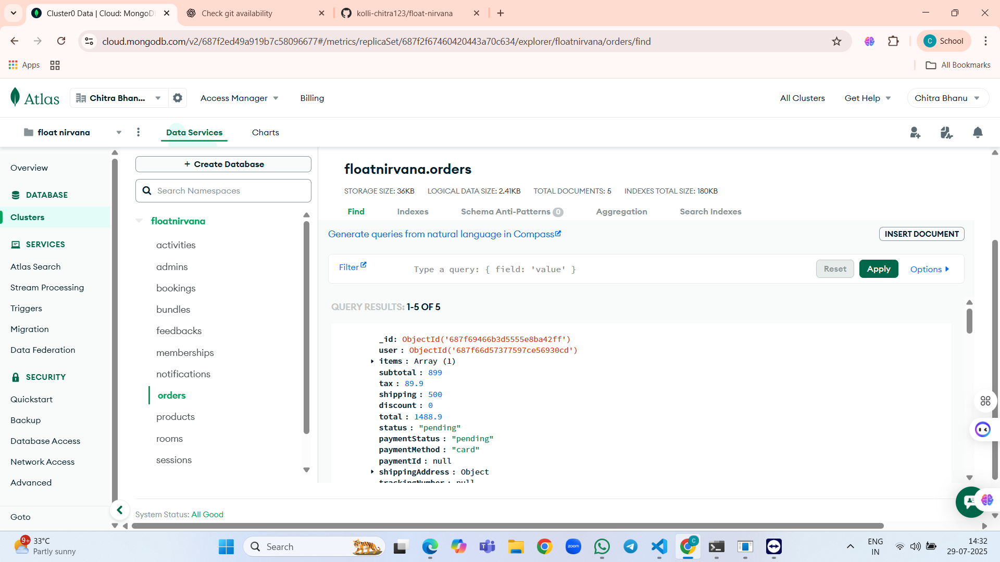 Cluster0 Data | Cloud: MongoD
Check git availability
kolli-chitra123/float-nirvana
cloud.mongodb.com/v2/687f2ed49a919b7c58096677#/metrics/replicaSet/687f2f67460420443a70c634/explorer/floatnirvana/orders/find
C School
Apps
All Bookmarks
Atlas
Chitra Bhan...
Access Manager
Billing
All Clusters
Get Help
Chitra Bhanu
float nirvana
Data Services
Charts
Overview
DATABASE
Clusters
SERVICES
Atlas Search
Stream Processing
Triggers
Migration
Data Federation
SECURITY
Quickstart
Backup
Database Access
Network Access
Advanced
Goto
+ Create Database
Search Namespaces
floatnirvana
activities
admins
bookings
bundles
feedbacks
memberships
notifications
orders
products
rooms
sessions
floatnirvana.orders
STORAGE SIZE: 36KB LOGICAL DATA SIZE: 2.41KB TOTAL DOCUMENTS: 5 INDEXES TOTAL SIZE: 180KB
Find Indexes Schema Anti-Patterns 0 Aggregation Search Indexes
Generate queries from natural language in Compass
INSERT DOCUMENT
Filter
Type a query: { field: 'value' }
Reset
Apply
Options
QUERY RESULTS: 1-5 OF 5
_id: ObjectId('687f69466b3d5555e8ba42ff')
user : ObjectId('687f66d57377597ce56930cd')
items : Array (1)
subtotal : 899
tax : 89.9
shipping : 500
discount : 0
total : 1488.9
status : "pending"
paymentStatus : "pending"
paymentMethod : "card"
paymentId : null
shippingAddress : Object
trackingNumber : null
System Status: All Good
9+
33°C
Partly sunny
Search
zoom
C
ENG
IN
14:32
29-07-2025